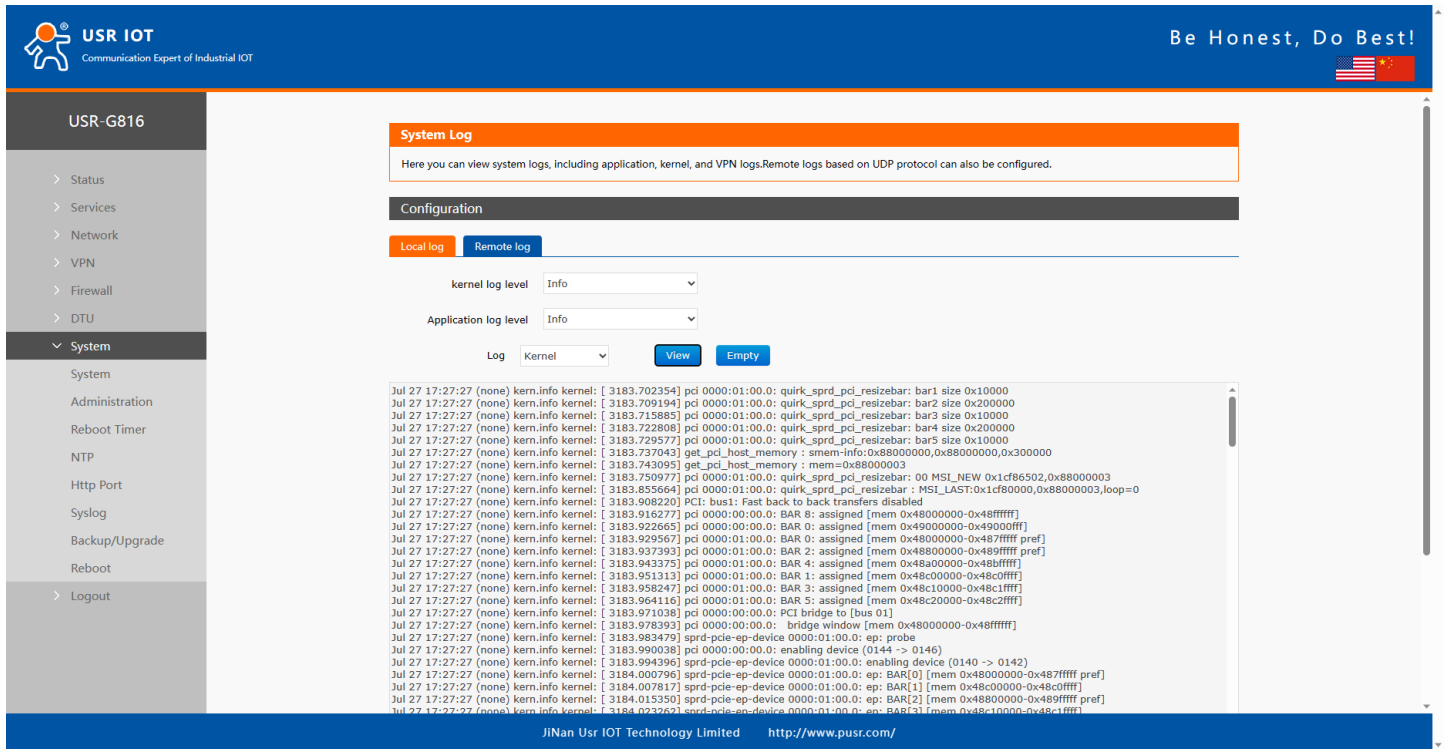 USR IOT
Communication Expert of Industrial IOT
Be Honest, Do Best!
USR-G816
Status
Services
Network
VPN
Firewall
DTU
System
System
Administration
Reboot Timer
NTP
Http Port
Syslog
Backup/Upgrade
Reboot
Logout
System Log
Here you can view system logs, including application, kernel, and VPN logs.Remote logs based on UDP protocol can also be configured.
Configuration
Local log Remote log
kernel log level Info
Application log level Info
Log Kernel View Empty
Jul 27 17:27:27 (none) kern.info kernel: [ 3183.702354] pci 0000:01:00.0: quirk_sprd_pci_resizebar: bar1 size 0x10000
Jul 27 17:27:27 (none) kern.info kernel: [ 3183.709194] pci 0000:01:00.0: quirk_sprd_pci_resizebar: bar2 size 0x200000
Jul 27 17:27:27 (none) kern.info kernel: [ 3183.715885] pci 0000:01:00.0: quirk_sprd_pci_resizebar: bar3 size 0x10000
Jul 27 17:27:27 (none) kern.info kernel: [ 3183.722808] pci 0000:01:00.0: quirk_sprd_pci_resizebar: bar4 size 0x200000
Jul 27 17:27:27 (none) kern.info kernel: [ 3183.729577] pci 0000:01:00.0: quirk_sprd_pci_resizebar: bar5 size 0x10000
Jul 27 17:27:27 (none) kern.info kernel: [ 3183.737043] get_pci_host_memory : smem-info:0x88000000,0x88000000,0x300000
Jul 27 17:27:27 (none) kern.info kernel: [ 3183.743095] get_pci_host_memory : mem=0x88000003
Jul 27 17:27:27 (none) kern.info kernel: [ 3183.750977] pci 0000:01:00.0: quirk_sprd_pci_resizebar: 00 MSI_NEW 0x1cf86502,0x88000003
Jul 27 17:27:27 (none) kern.info kernel: [ 3183.855664] pci 0000:01:00.0: quirk_sprd_pci_resizebar : MSI_LAST:0x1cf80000,0x88000003,loop=0
Jul 27 17:27:27 (none) kern.info kernel: [ 3183.908220] PCI: bus1: Fast back to back transfers disabled
Jul 27 17:27:27 (none) kern.info kernel: [ 3183.916277] pci 0000:00:00.0: BAR 8: assigned [mem 0x48000000-0x48ffffff]
Jul 27 17:27:27 (none) kern.info kernel: [ 3183.922665] pci 0000:00:00.0: BAR 0: assigned [mem 0x49000000-0x49000fff]
Jul 27 17:27:27 (none) kern.info kernel: [ 3183.929567] pci 0000:01:00.0: BAR 0: assigned [mem 0x48000000-0x487fffff pref]
Jul 27 17:27:27 (none) kern.info kernel: [ 3183.937393] pci 0000:01:00.0: BAR 2: assigned [mem 0x48800000-0x489fffff pref]
Jul 27 17:27:27 (none) kern.info kernel: [ 3183.943375] pci 0000:01:00.0: BAR 4: assigned [mem 0x48a00000-0x48bfffff]
Jul 27 17:27:27 (none) kern.info kernel: [ 3183.951313] pci 0000:01:00.0: BAR 1: assigned [mem 0x48c00000-0x48c0ffff]
Jul 27 17:27:27 (none) kern.info kernel: [ 3183.958247] pci 0000:01:00.0: BAR 3: assigned [mem 0x48c10000-0x48c1ffff]
Jul 27 17:27:27 (none) kern.info kernel: [ 3183.964116] pci 0000:01:00.0: BAR 5: assigned [mem 0x48c20000-0x48c2ffff]
Jul 27 17:27:27 (none) kern.info kernel: [ 3183.971038] pci 0000:00:00.0: PCI bridge to [bus 01]
Jul 27 17:27:27 (none) kern.info kernel: [ 3183.978393] pci 0000:00:00.0: bridge window [mem 0x48000000-0x48ffffff]
Jul 27 17:27:27 (none) kern.info kernel: [ 3183.983479] sprd-pcie-ep-device 0000:01:00.0: ep: probe
Jul 27 17:27:27 (none) kern.info kernel: [ 3183.990038] pci 0000:00:00.0: enabling device (0144 -> 0146)
Jul 27 17:27:27 (none) kern.info kernel: [ 3183.994396] sprd-pcie-ep-device 0000:01:00.0: enabling device (0140 -> 0142)
Jul 27 17:27:27 (none) kern.info kernel: [ 3184.000796] sprd-pcie-ep-device 0000:01:00.0: ep: BAR[0] [mem 0x48000000-0x487fffff pref]
Jul 27 17:27:27 (none) kern.info kernel: [ 3184.007817] sprd-pcie-ep-device 0000:01:00.0: ep: BAR[1] [mem 0x48c00000-0x48c0ffff]
Jul 27 17:27:27 (none) kern.info kernel: [ 3184.015350] sprd-pcie-ep-device 0000:01:00.0: ep: BAR[2] [mem 0x48800000-0x489fffff pref]
Jul 27 17:27:27 (none) kern.info kernel: [ 3184.023262] sprd-pcie-ep-device 0000:01:00.0: ep: BAR[3] [mem 0x48c10000-0x48c1ffff]
JiNan Usr IOT Technology Limited http://www.pusr.com/